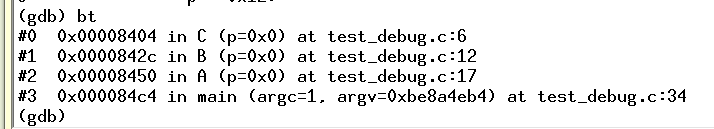 (gdb) bt
#0  0x00008404 in C (p=0x0) at test_debug.c:6
#1  0x0000842c in B (p=0x0) at test_debug.c:12
#2  0x00008450 in A (p=0x0) at test_debug.c:17
#3  0x000084c4 in main (argc=1, argv=0xbe8a4eb4) at test_debug.c:34
(gdb)